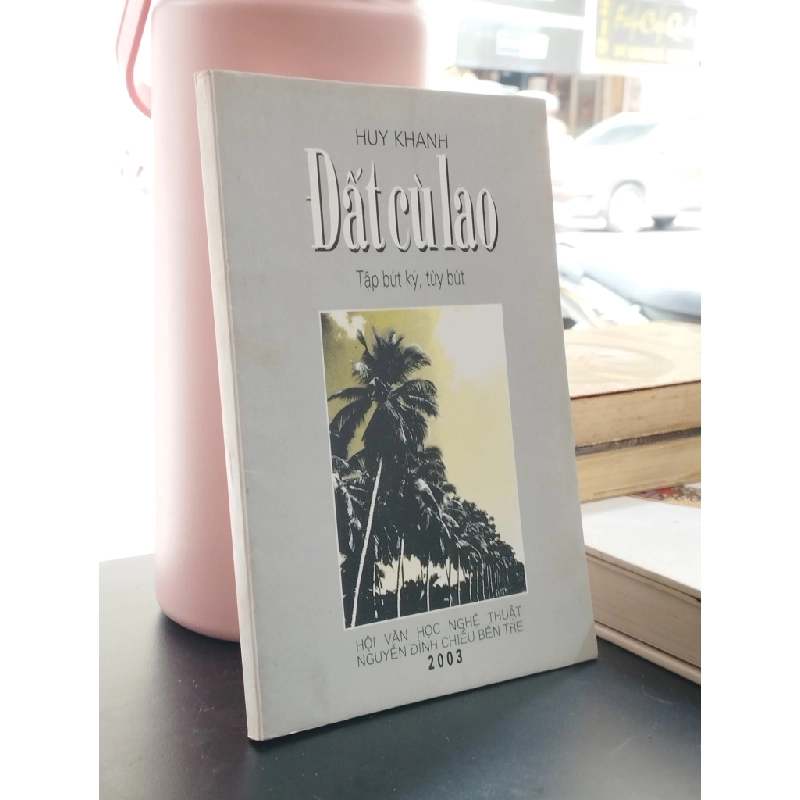 HUY KHANH
Đất cù lao
Tập bút ký, tùy bút
HỘI VĂN HỌC NGHỆ THUẬT
NGUYỄN ĐÌNH CHIỂU BẾN TRE
2003